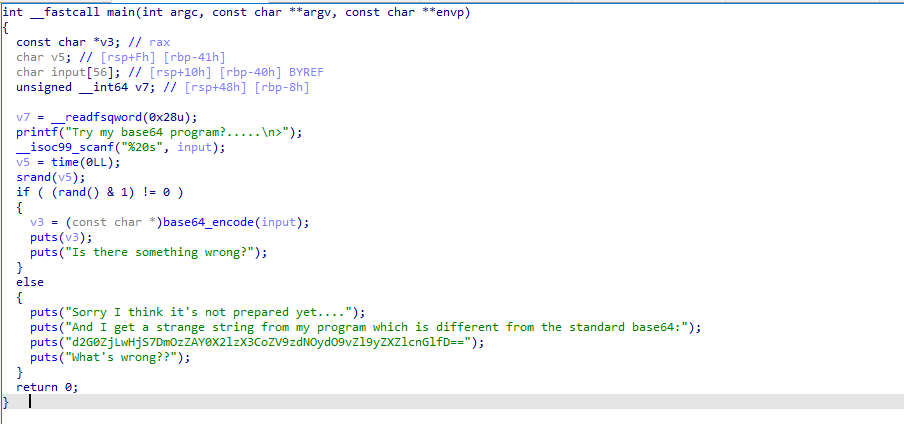 int __fastcall main(int argc, const char **argv, const char **envp)
{
  const char *v3; // rax
  char v5; // [rsp+Fh] [rbp-41h]
  char input[56]; // [rsp+10h] [rbp-40h] BYREF
  unsigned __int64 v7; // [rsp+48h] [rbp-8h]

  v7 = __readfsqword(0x28u);
  printf("Try my base64 program?.....\n>");
  __isoc99_scanf("%20s", input);
  v5 = time(0LL);
  srand(v5);
  if ( (rand() & 1) != 0 )
  {
    v3 = (const char *)base64_encode(input);
    puts(v3);
    puts("Is there something wrong?");
  }
  else
  {
    puts("Sorry I think it's not prepared yet....");
    puts("And I get a strange string from my program which is different from the standard base64:");
    puts("d2G0ZjLwHjS7DmOzZAY0X2lzX3CoZV9zdNOydO9vZl9yZXZlcnGlfD==");
    puts("What's wrong??");
  }
  return 0;
}